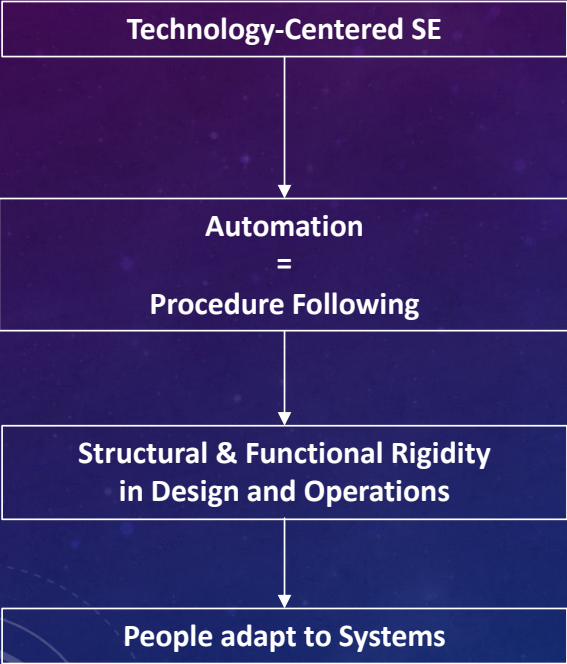 Technology-Centered SE
Automation
=
Procedure Following
Structural & Functional Rigidity
in Design and Operations
People adapt to Systems